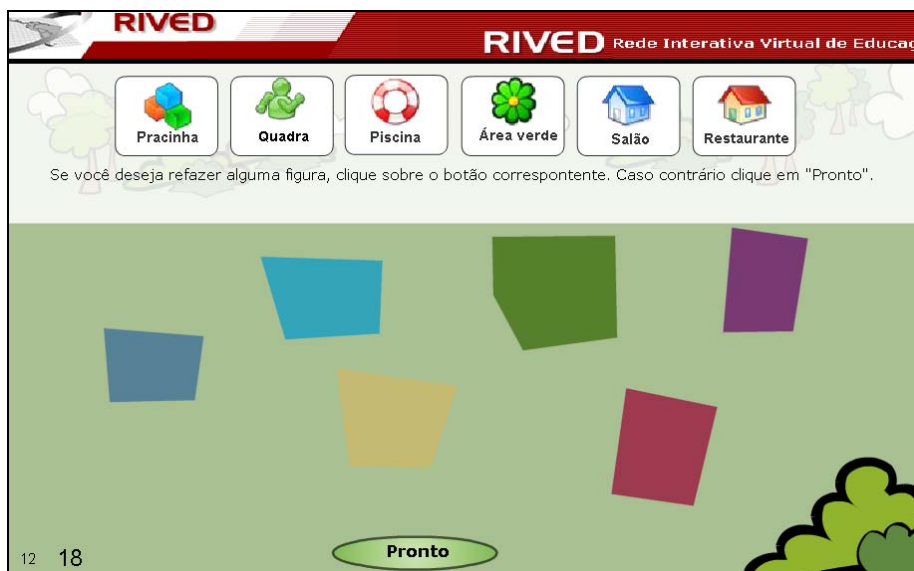 RIVED
RIVED Rede Interativa Virtual de Educaç
Pracinha
Quadra
Piscina
Área verde
Salão
Restaurante
Se você deseja refazer alguma figura, clique sobre o botão correspontente. Caso contrário clique em "Pronto".
Pronto
12 18